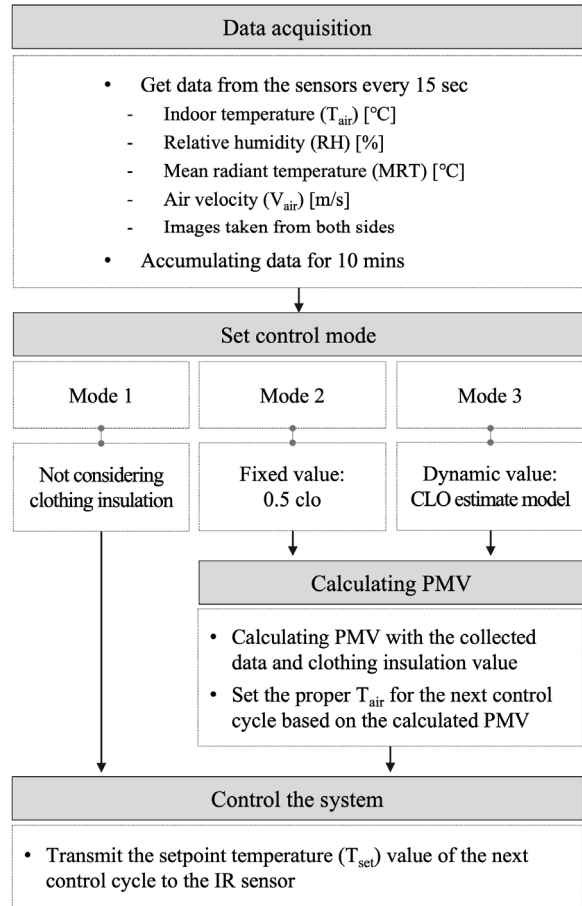 Data acquisition
• Get data from the sensors every 15 sec
- Indoor temperature (Tair) [°C]
- Relative humidity (RH) [%]
- Mean radiant temperature (MRT) [°C]
- Air velocity (Vair) [m/s]
- Images taken from both sides
• Accumulating data for 10 mins
Set control mode
Mode 1
Mode 2
Mode 3
Not considering
clothing insulation
Fixed value:
0.5 clo
Dynamic value:
CLO estimate model
Calculating PMV
• Calculating PMV with the collected
data and clothing insulation value
• Set the proper Tair for the next control
cycle based on the calculated PMV
Control the system
• Transmit the setpoint temperature (Tset) value of the next
control cycle to the IR sensor